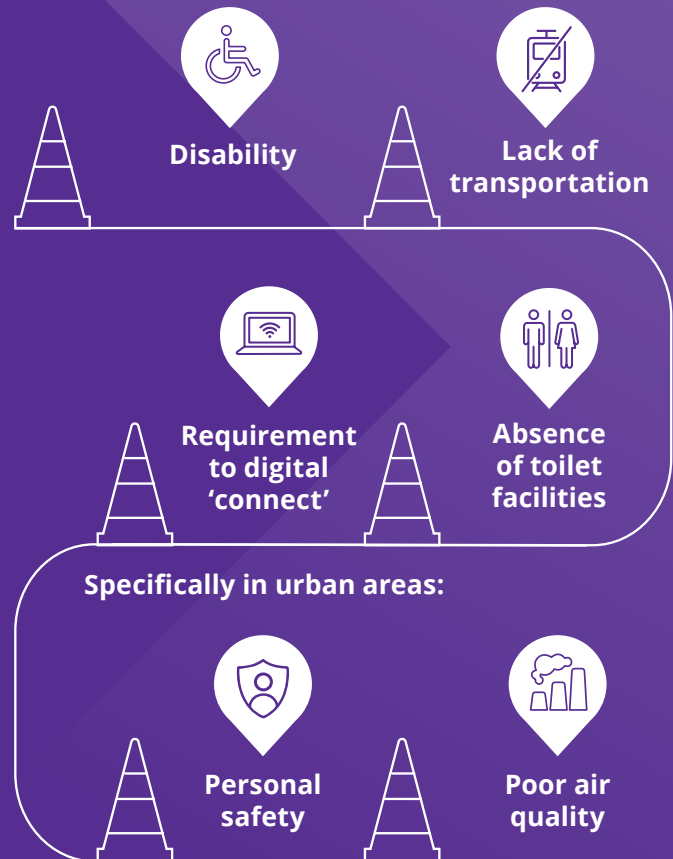 Disability
Lack of
transportation
Requirement
to digital
‘connect’
Absence
of toilet
facilities
Specifically in urban areas:
Personal
safety
Poor air
quality